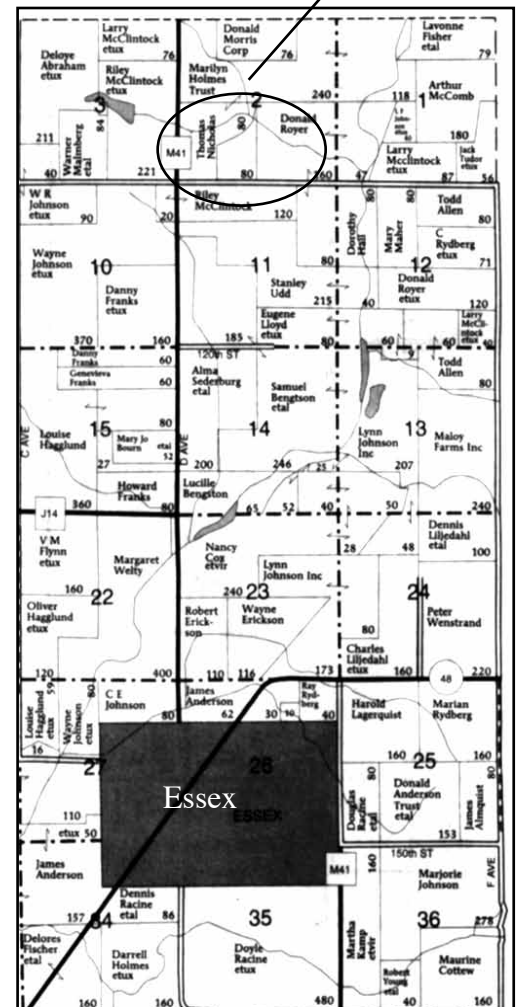 Larry
McClintock
etux
Deloye
Abraham
etux
76
Riley
McClintock
etux
3
84
Warner
Malmberg
etal
211
40
221
M41
Donald
Morris
Corp
76
Marilyn
Holmes
Trust
2
240
Thomas
Nicholas
80
Donald
Royer
80
160
Lavonne
Fisher
etal
79
118
1
Arthur
McComb
180
Larry
Mcclintock
etux
Jack
Tudor
etux
47
87
56
W R
Johnson
etux
90
20
Wayne
Johnson
etux
10
Danny
Franks
etux
370
160
Riley
McClintock
120
11
80
Stanley
Udd
215
Eugene
Lloyd
etux
185
80
120th ST
Dorothy
Hall
80
Mary
Maher
80
Todd
Allen
80
C
Rydberg
etux
12
71
Donald
Royer
etux
40
120
60
60
40
Danny
Franks
60
Genevieva
Franks
60
C AVE
Louise
Hagglund
15
80
Mary Jo
Bourn
etal
52
27
Howard
Franks
D AVE
Alma
Sederburg
etal
Samuel
Bengtson
etal
14
200
246
25
Lucille
Bengston
9
Todd
Allen
80
Lynn
Johnson
Inc
13
Maloy
Farms Inc
207
J14
360
80
65
52
40
50
240
V M
Flynn
etux
Margaret
Welty
160
22
Oliver
Hagglund
etux
Nancy
Cox
etvir
Lynn
Johnson Inc
23
240
Robert
Erick-
son
Wayne
Erickson
28
48
Dennis
Liljedahl
etal
100
24
Peter
Wenstrand
80
Charles
Liljedahl
etux
120
400
110
116
173
160
48
220
Louise
Hagglund
etux
59
Wayne
Johnson
etux
80
C E
Johnson
80
16
27
James
Anderson
62
30
10
40
Ray
Ryd-
berg
26
Essex
ESSEX
Harold
Lagerquist
Marian
Rydberg
160
25
160
Douglas
Racine
etal
80
Donald
Anderson
Trust
etal
James
Almquist
80
153
110
etux 50
James
Anderson
157
34
Dennis
Racine
etal
86
Delores
Fischer
etal
Darrell
Holmes
etux
160
160
35
Doyle
Racine
etux
480
M41
150th ST
160
Marjorie
Johnson
F AVE
36
278
Martha
Kamp
etvir
Robert
Young
etal
40
Maurine
Cottew
160